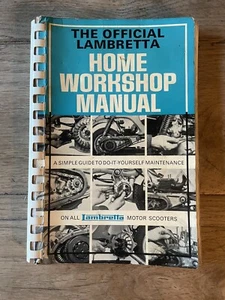 THE OFFICIAL
LAMBRETTA
HOME
WORKSHOP
MANUAL
A SIMPLE GUIDE TO DO-IT-YOURSELF MAINTENANCE
ON ALL Lambretta MOTOR SCOOTERS